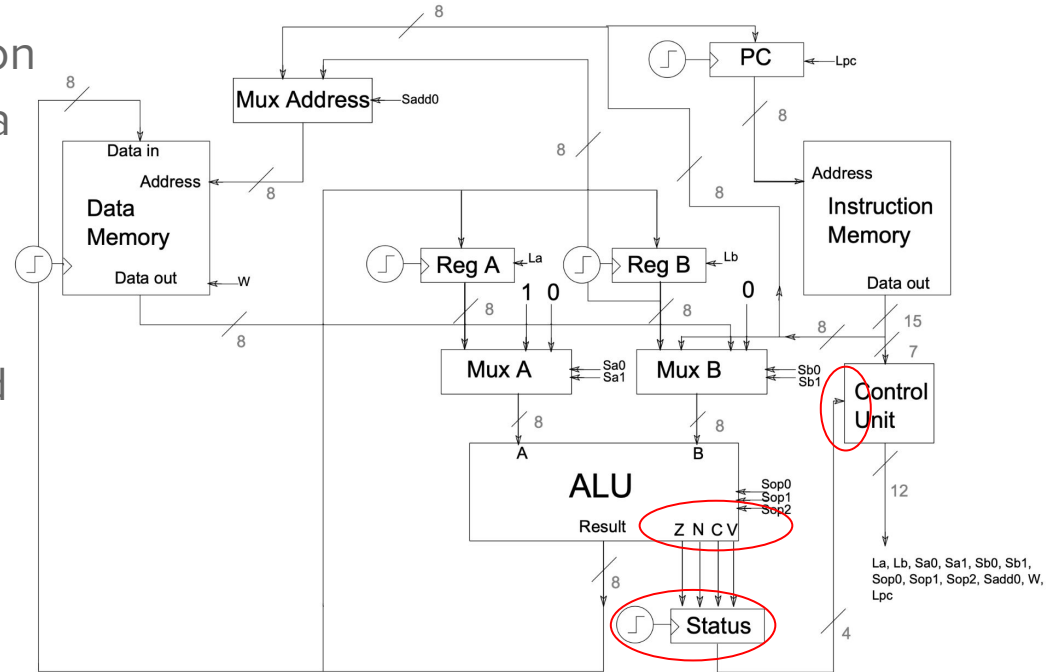 on
a
d
8
PC
Lpc
8
Mux Address
Sadd0
8
8
8
8
Data in
Address
Data
Memory
Data out
W
8
Address
Instruction
Memory
Data out
Reg A
La
Reg B
Lb
1 0
0
8
8
8
15
7
Mux A
Sa0
Sa1
Mux B
Sb0
Sb1
Control
Unit
8
8
A
B
ALU
Sop0
Sop1
Sop2
Result
Z N C V
12
8
La, Lb, Sa0, Sa1, Sb0, Sb1,
Sop0, Sop1, Sop2, Sadd0, W,
Lpc
Status
4